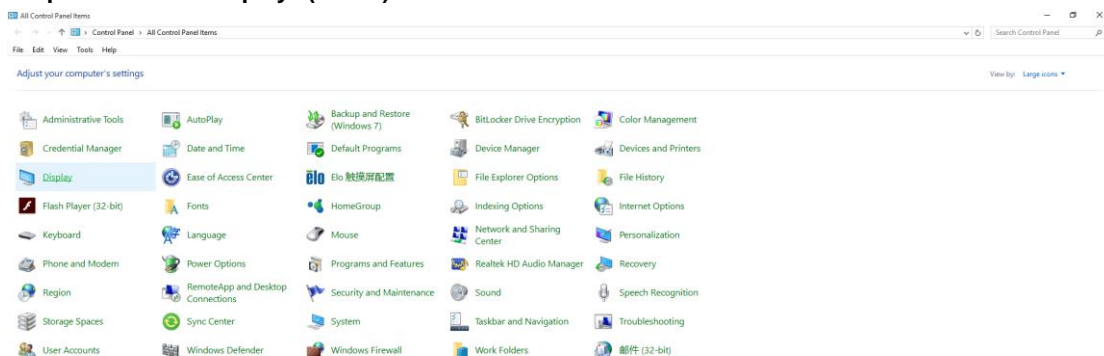 All Control Panel Items
Control Panel > All Control Panel Items
Search Control Panel
File Edit View Tools Help
Adjust your computer's settings
View by: Large icons
Administrative Tools
AutoPlay
Backup and Restore
(Windows 7)
BitLocker Drive Encryption
Color Management
Credential Manager
Date and Time
Default Programs
Device Manager
Devices and Printers
Display
Ease of Access Center
elo
Elo 触摸屏配置
File Explorer Options
File History
Flash Player (32-bit)
Fonts
HomeGroup
Indexing Options
Internet Options
Keyboard
Language
Mouse
Network and Sharing
Center
Personalization
Phone and Modem
Power Options
Programs and Features
Realtek HD Audio Manager
Recovery
Region
RemoteApp and Desktop
Connections
Security and Maintenance
Sound
Speech Recognition
Storage Spaces
Sync Center
System
Taskbar and Navigation
Troubleshooting
User Accounts
Windows Defender
Windows Firewall
Work Folders
邮件 (32-bit)